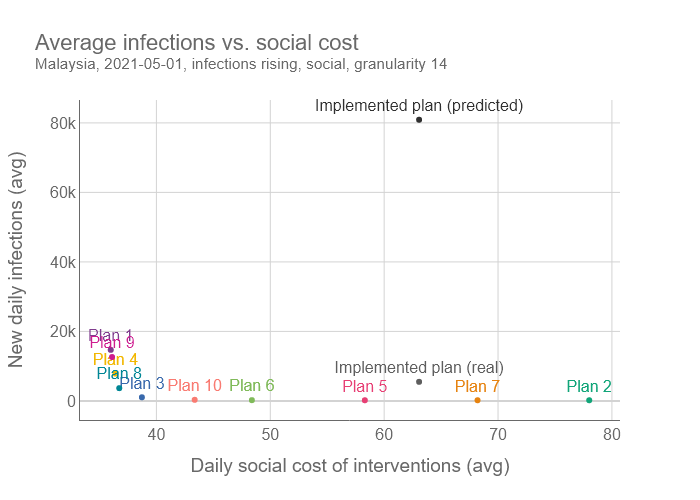 Average infections vs. social cost
Malaysia, 2021-05-01, infections rising, social, granularity 14
New daily infections (avg)
80k
60k
40k
20k
0
Implemented plan (predicted)
Plan 1
Plan 9
Plan 4
Plan 8
Plan 3
Plan 10
Plan 6
Implemented plan (real)
Plan 5
Plan 7
Plan 2
40
50
60
70
80
Daily social cost of interventions (avg)